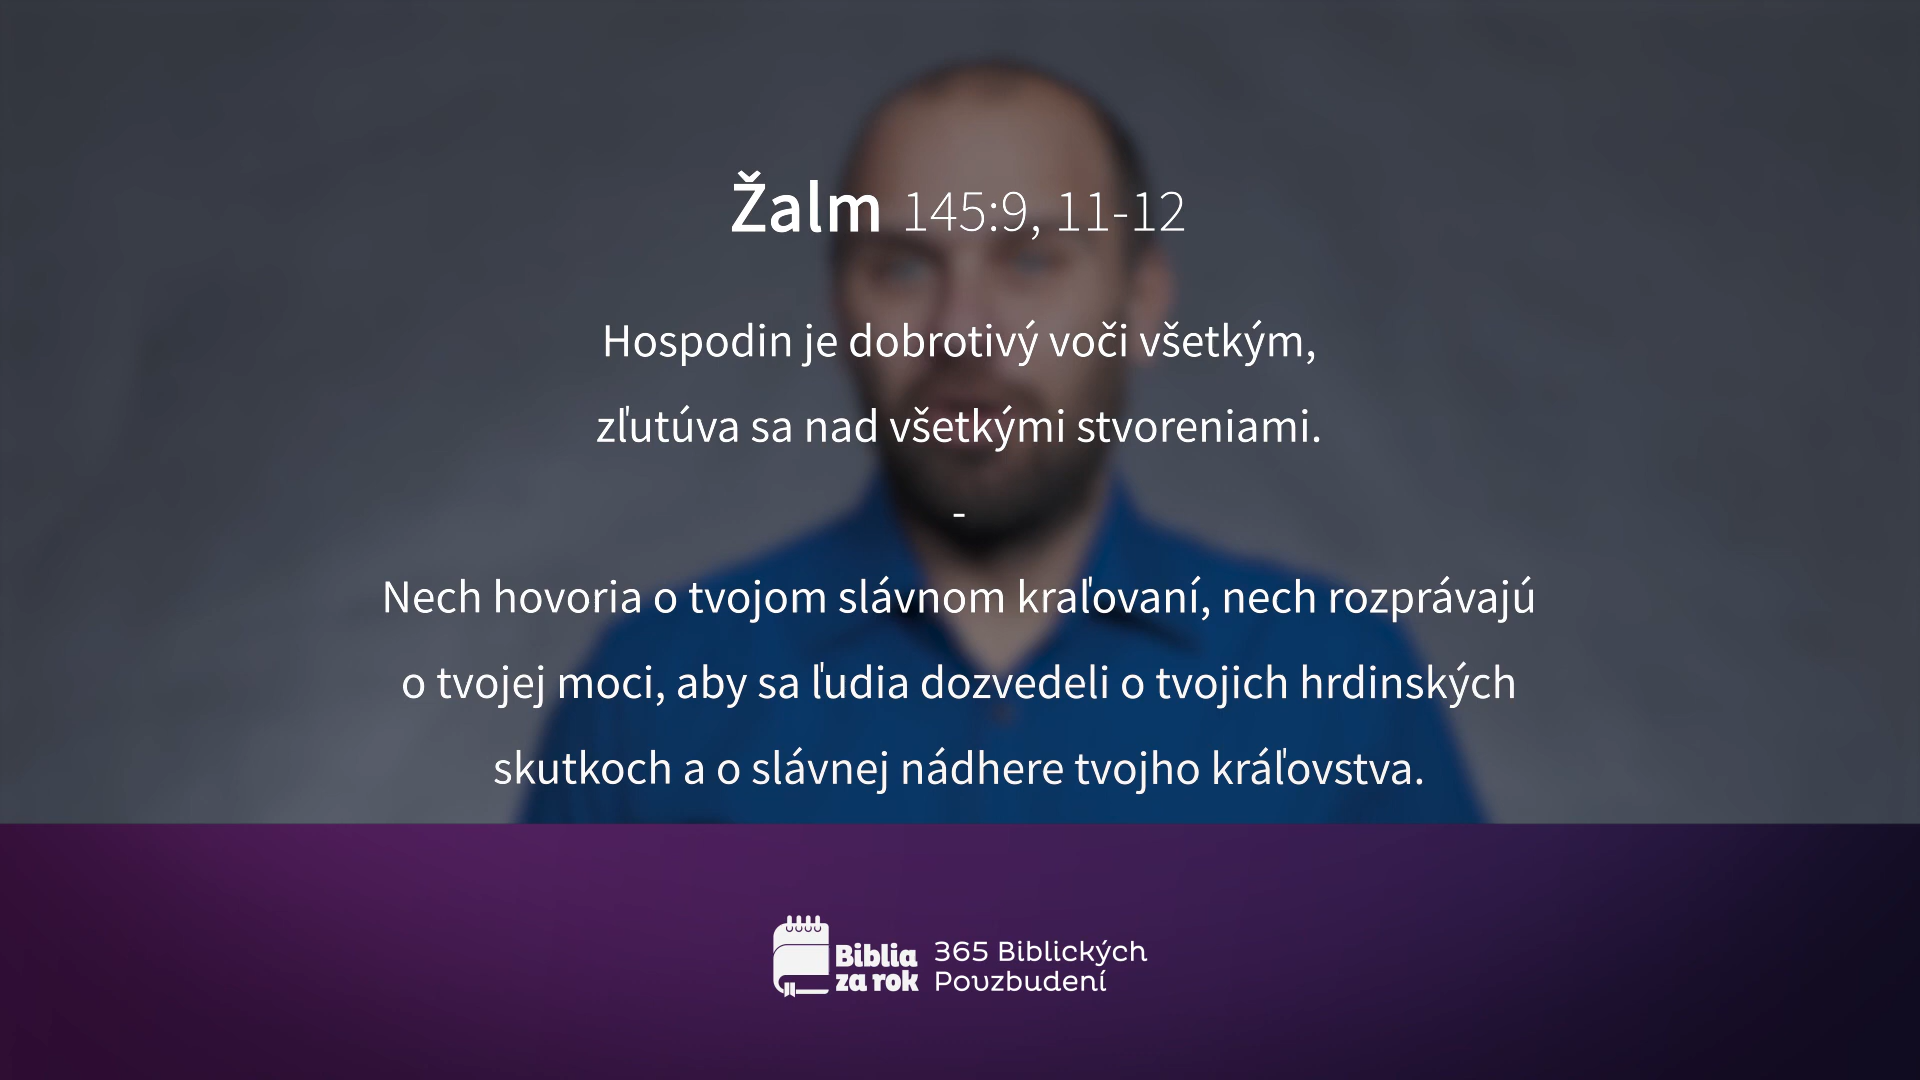 Žalm 145:9, 11-12
Hospodin je dobrotivý voči všetkým,
zľutúva sa nad všetkými stvoreniami.
-
Nech hovoria o tvojom slávnom kraľovaní, nech rozprávajú
o tvojej moci, aby sa ľudia dozvedeli o tvojich hrdinských
skutkoch a o slávnej nádhere tvojho kráľovstva.
Biblia
za rok
365 Biblických
Povzbudení